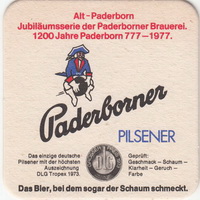 Alt-Paderborn
Jubiläumsserie der Paderborner Brauerei.
1200 Jahre Paderborn 777-1977.
Paderborner
PILSENER
Das einzige deutsche
Pilsener mit der höchsten
Auszeichnung
DLG Tropex 1973.
Geprüft:
Geschmack – Schaum –
Klarheit – Geruch –
Farbe
Das Bier, bei dem sogar der Schaum schmeckt.